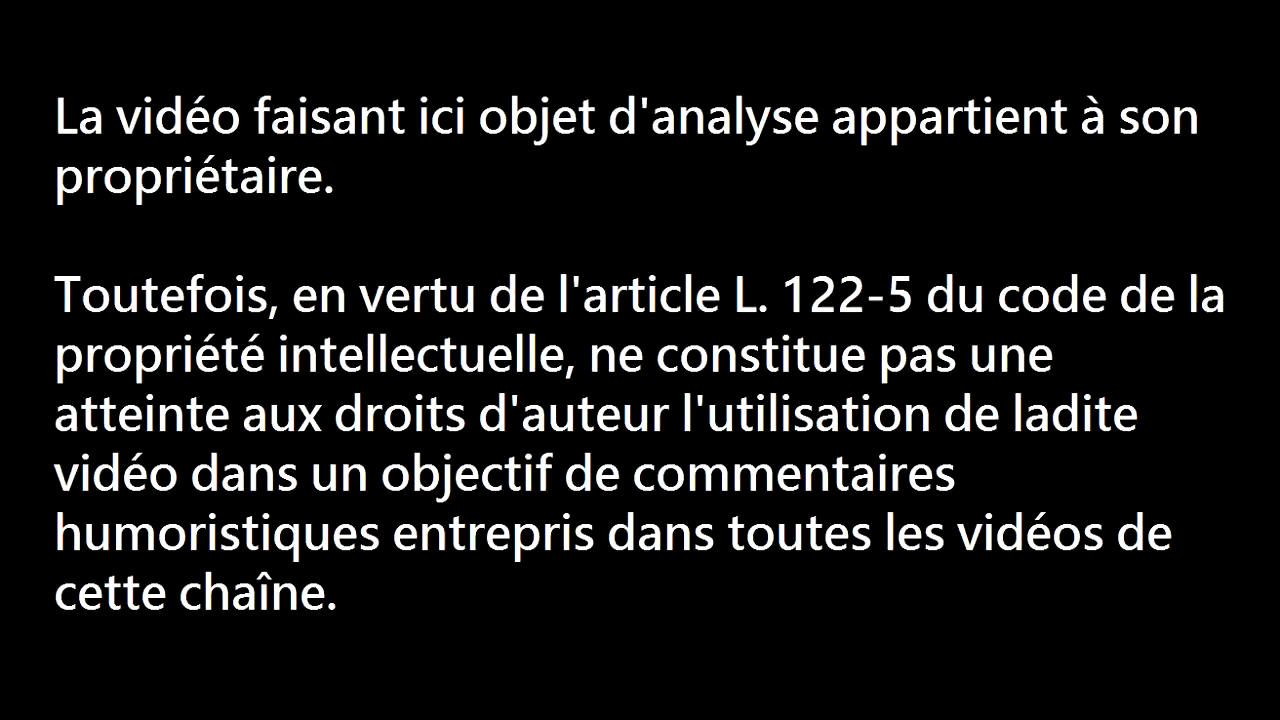 La vidéo faisant ici objet d'analyse appartient à son
propriétaire.
Toutefois, en vertu de l'article L. 122-5 du code de la
propriété intellectuelle, ne constitue pas une
atteinte aux droits d'auteur l'utilisation de ladite
vidéo dans un objectif de commentaires
humoristiques entrepris dans toutes les vidéos de
cette chaîne.